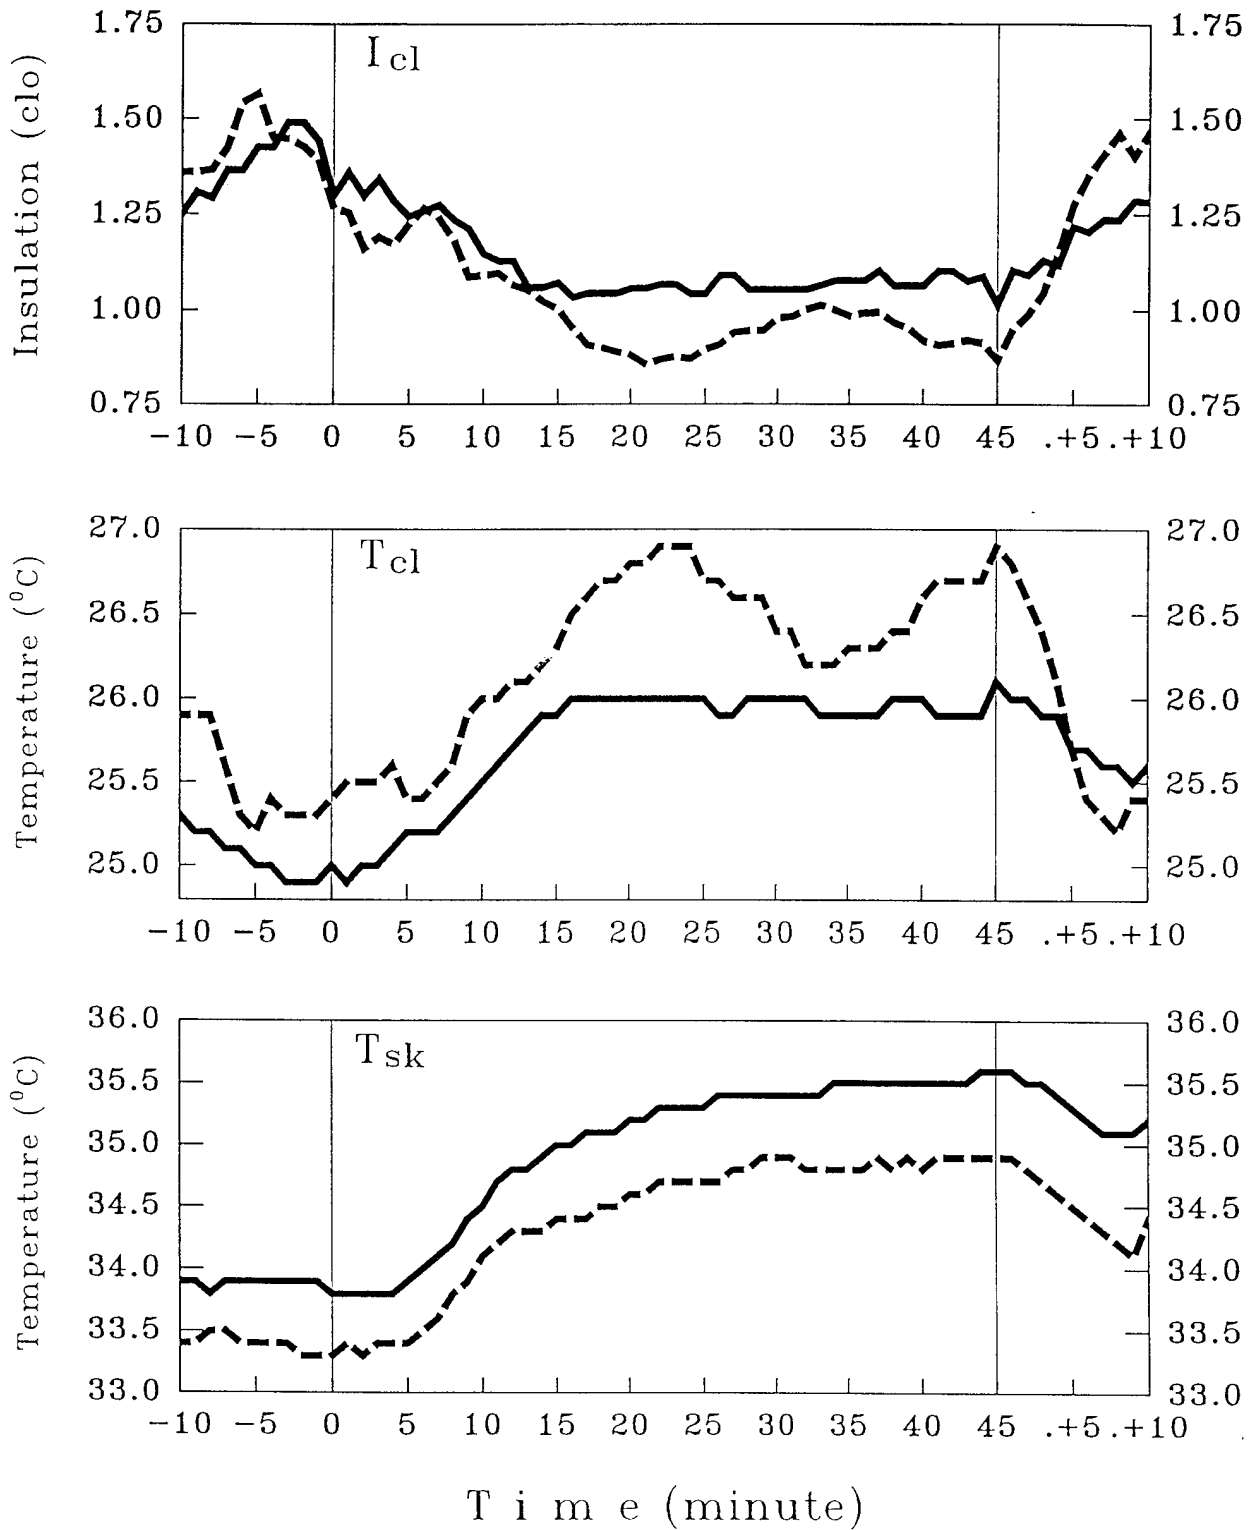 1.75 1.75
I cl
1.50 1.50
1.25 1.25
1.00 1.00
0.75 0.75
Insulation (clo)
-10 -5 0 5 10 15 20 25 30 35 40 45 .+5 .+10
27.0 27.0
T cl
26.5 26.5
26.0 26.0
25.5 25.5
25.0 25.0
Temperature (⁰C)
-10 -5 0 5 10 15 20 25 30 35 40 45 .+5 .+10
36.0 36.0
T sk
35.5 35.5
35.0 35.0
34.5 34.5
34.0 34.0
33.5 33.5
33.0 33.0
Temperature (⁰C)
-10 -5 0 5 10 15 20 25 30 35 40 45 .+5 .+10
Time (minute)